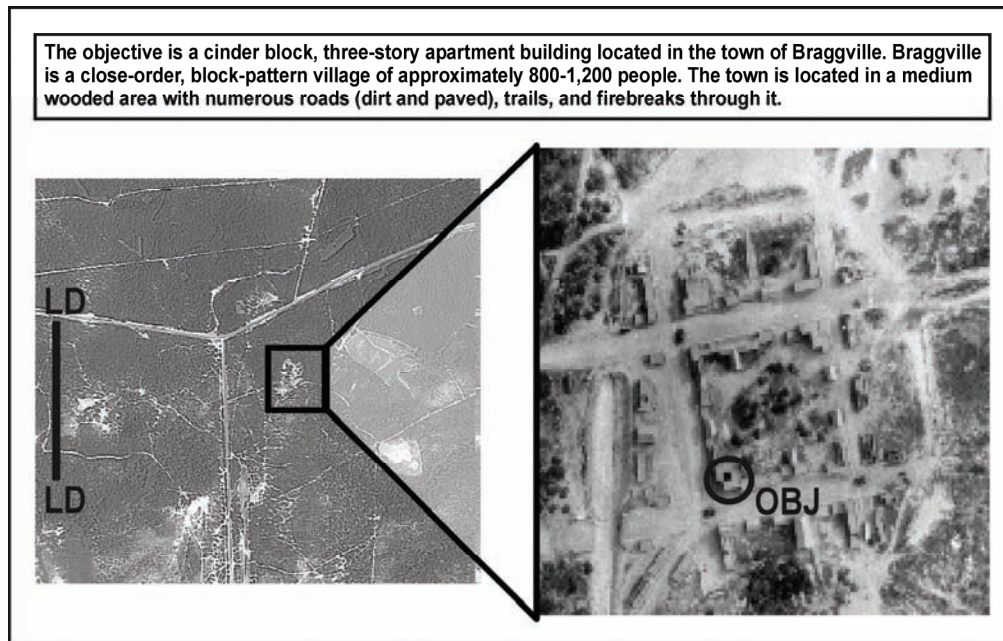 The objective is a cinder block, three-story apartment building located in the town of Braggville. Braggville
is a close-order, block-pattern village of approximately 800-1,200 people. The town is located in a medium
wooded area with numerous roads (dirt and paved), trails, and firebreaks through it.
LD
LD
OBJ